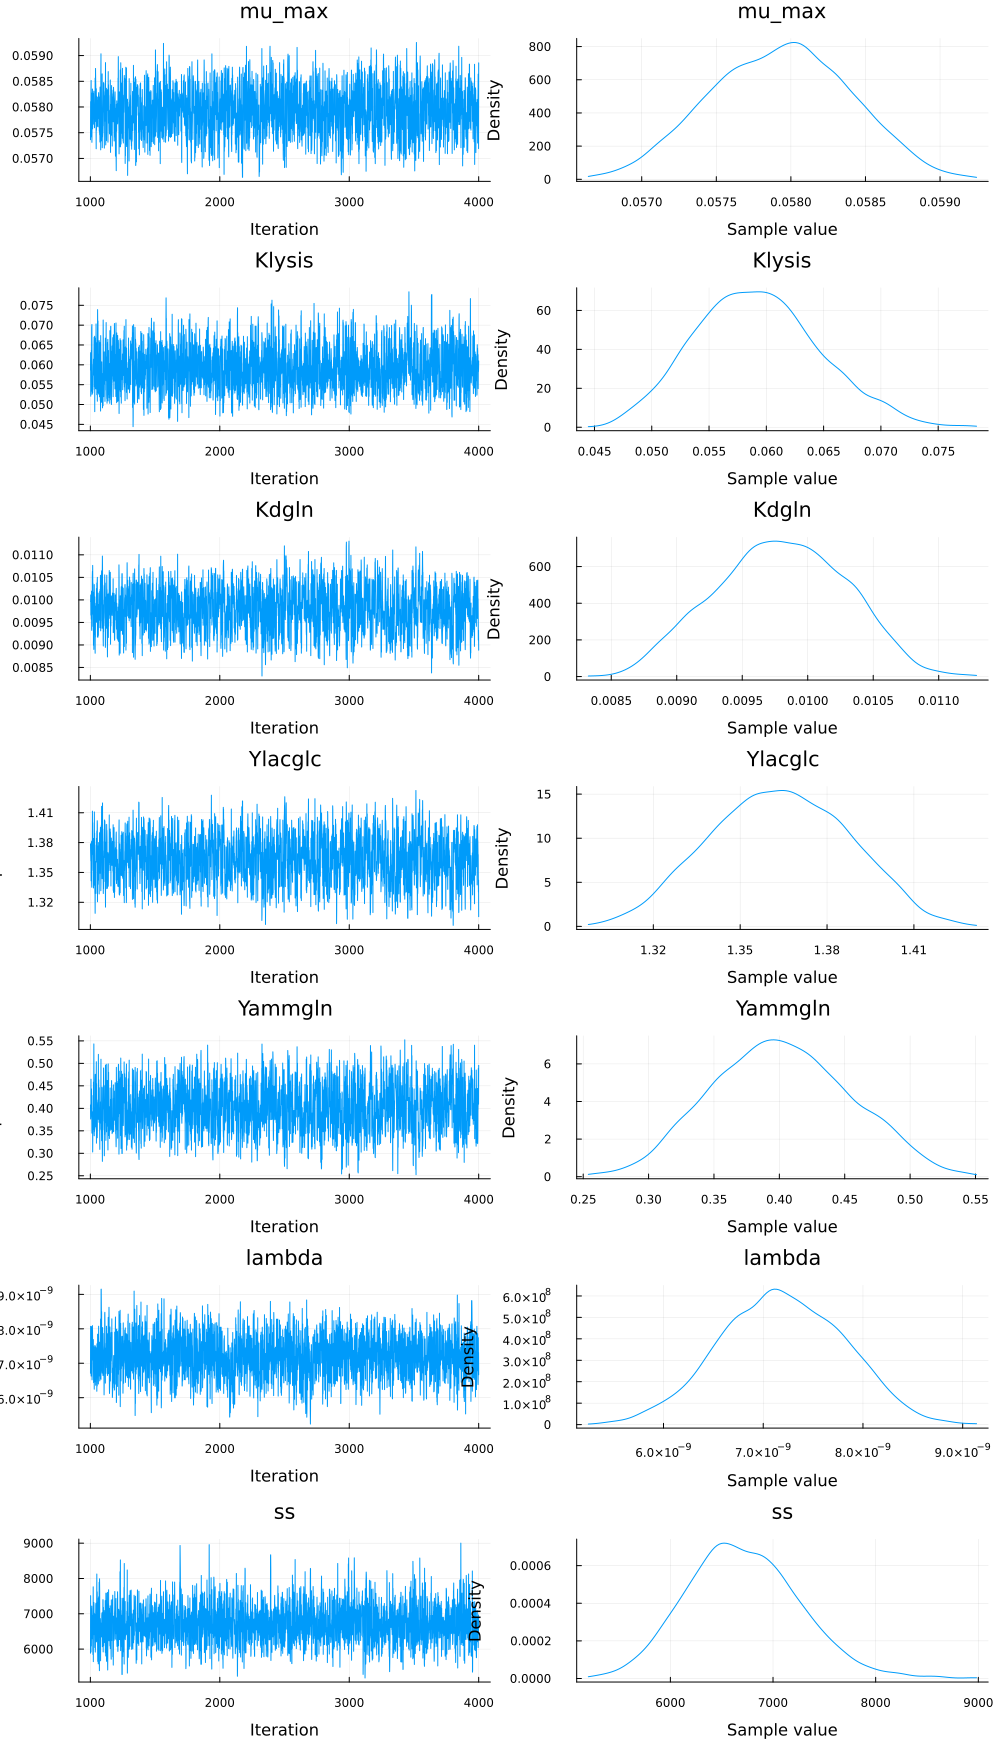 mu_max
mu_max
0.0590
0.0585
0.0580
0.0575
0.0570
1000 2000 3000 4000
Iteration
Density
800
600
400
200
0
0.0570 0.0575 0.0580 0.0585 0.0590
Sample value
Klysis
Klysis
0.075
0.070
0.065
0.060
0.055
0.050
0.045
1000 2000 3000 4000
Iteration
Density
60
40
20
0
0.045 0.050 0.055 0.060 0.065 0.070 0.075
Sample value
Kdgln
Kdgln
0.0110
0.0105
0.0100
0.0095
0.0090
0.0085
1000 2000 3000 4000
Iteration
Density
600
400
200
0
0.0085 0.0090 0.0095 0.0100 0.0105 0.0110
Sample value
Ylacglc
Ylacglc
1.41
1.38
1.35
1.32
1000 2000 3000 4000
Iteration
Density
15
10
5
0
1.32 1.35 1.38 1.41
Sample value
Yammgln
Yammgln
0.55
0.50
0.45
0.40
0.35
0.30
0.25
1000 2000 3000 4000
Iteration
Density
6
4
2
0
0.25 0.30 0.35 0.40 0.45 0.50 0.55
Sample value
lambda
lambda
9.0×10⁻⁹
8.0×10⁻⁹
7.0×10⁻⁹
6.0×10⁻⁹
1000 2000 3000 4000
Iteration
Density
6.0×10⁸
5.0×10⁸
4.0×10⁸
3.0×10⁸
2.0×10⁸
1.0×10⁸
0
6.0×10⁻⁹ 7.0×10⁻⁹ 8.0×10⁻⁹ 9.0×10⁻⁹
Sample value
ss
ss
9000
8000
7000
6000
1000 2000 3000 4000
Iteration
Density
0.0006
0.0004
0.0002
0.0000
6000 7000 8000 9000
Sample value